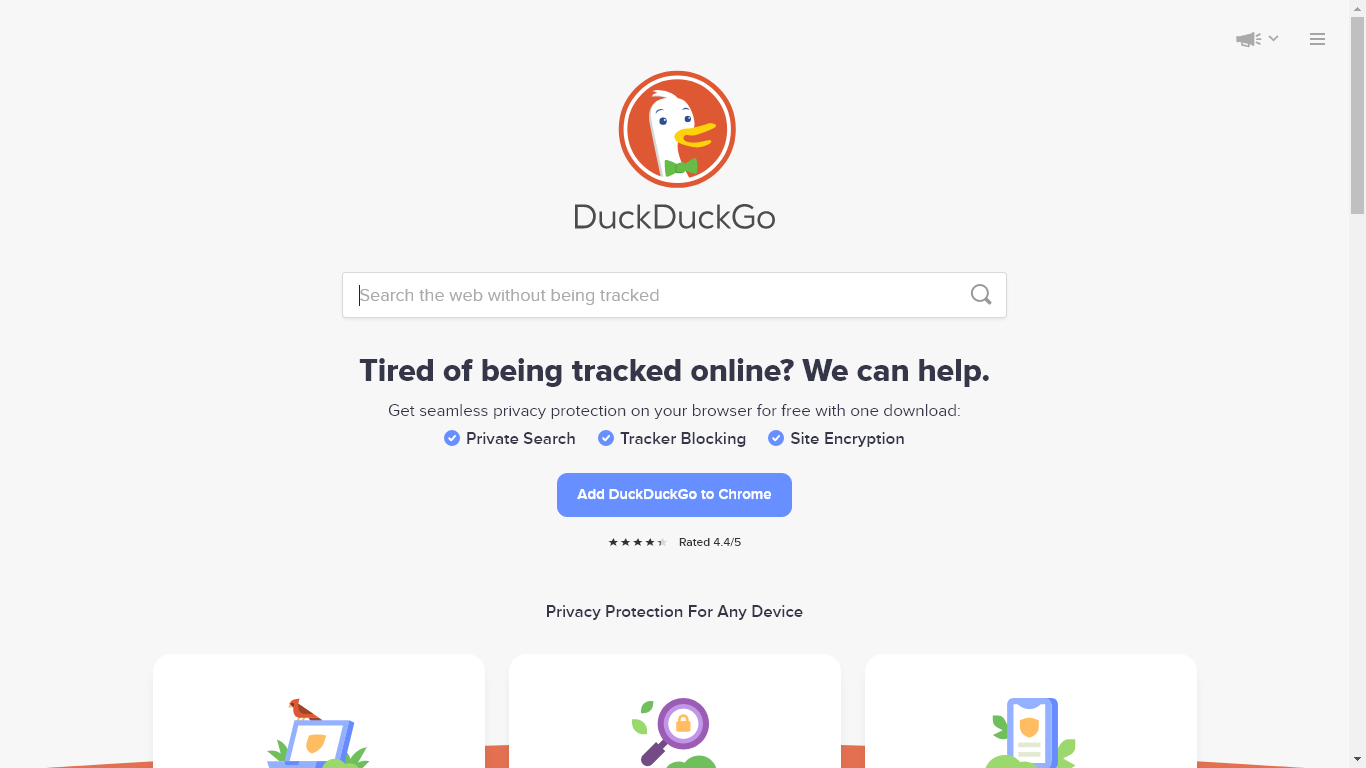 DuckDuckGo
Search the web without being tracked
Tired of being tracked online? We can help.
Get seamless privacy protection on your browser for free with one download:
Private Search Tracker Blocking Site Encryption
Add DuckDuckGo to Chrome
Rated 4.4/5
Privacy Protection For Any Device